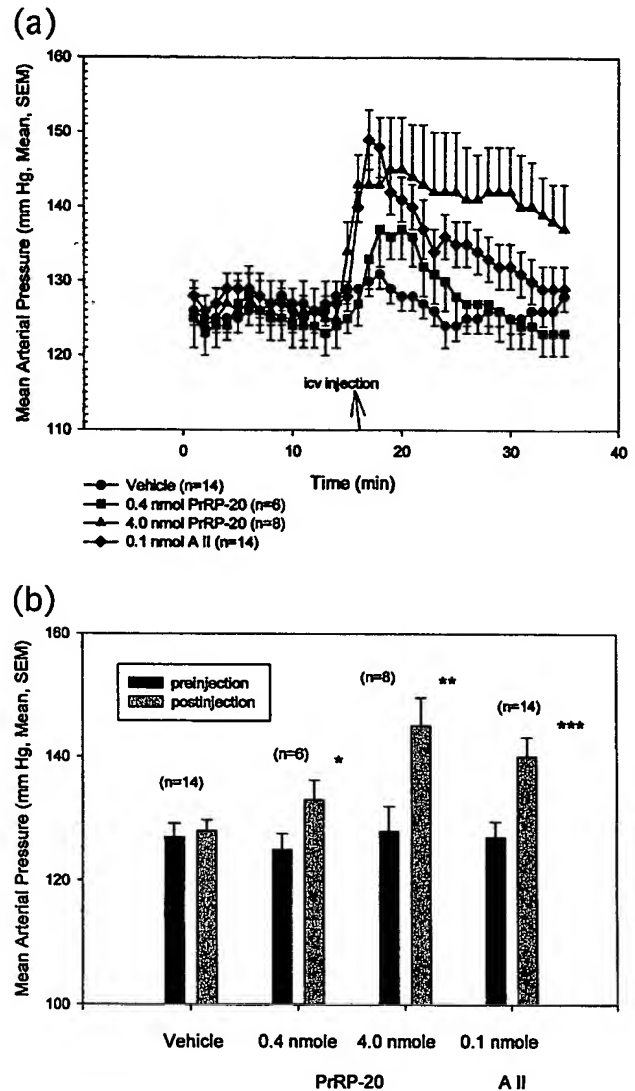 (a)
160
150
140
130
120
110
Mean Arterial Pressure (mm Hg, Mean, SEM)
icv injection
0 10 20 30 40
Time (min)
Vehicle (n=14)
0.4 nmol PrRP-20 (n=6)
4.0 nmol PrRP-20 (n=8)
0.1 nmol A II (n=14)
(b)
160
140
120
100
Mean Arterial Pressure (mm Hg, Mean, SEM)
preinjection
postinjection
(n=14)
(n=6)
*
(n=8)
**
(n=14)
***
Vehicle 0.4 nmole 4.0 nmole 0.1 nmole
PrRP-20 A II